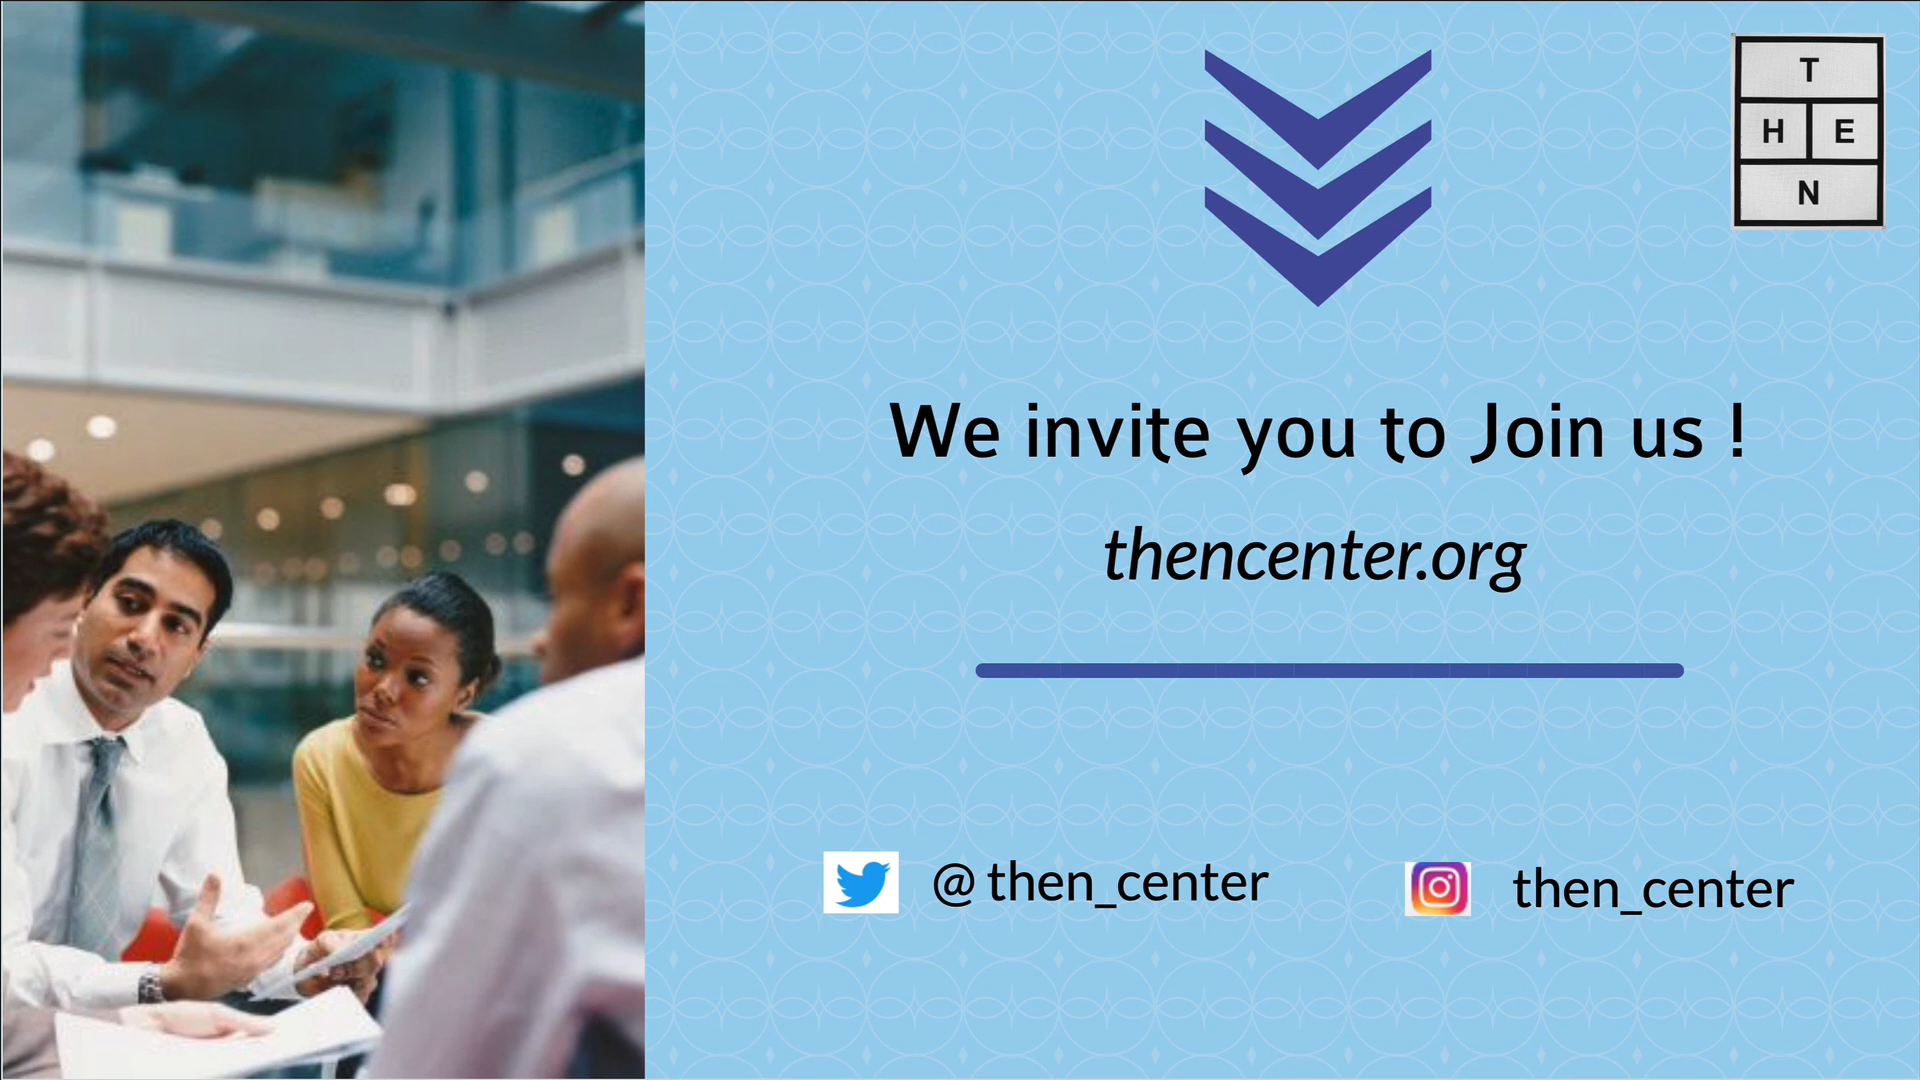 T
H E
N
We invite you to Join us !
thencenter.org
@ then_center
then_center